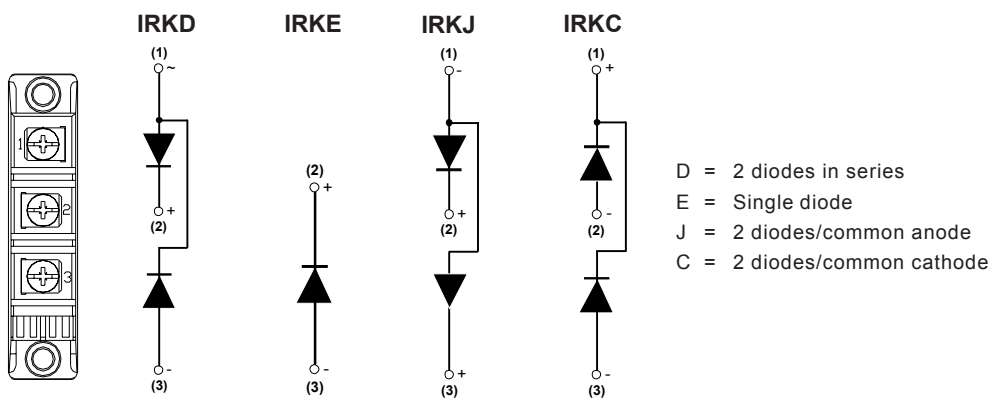 IRKD IRKE IRKJ IRKC
(1) (1) (1)
~ - +
1
2
3
(2)
+
+ + -
(2) (2) (2)
- - + -
(3) (3) (3) (3)
D = 2 diodes in series
E = Single diode
J = 2 diodes/common anode
C = 2 diodes/common cathode